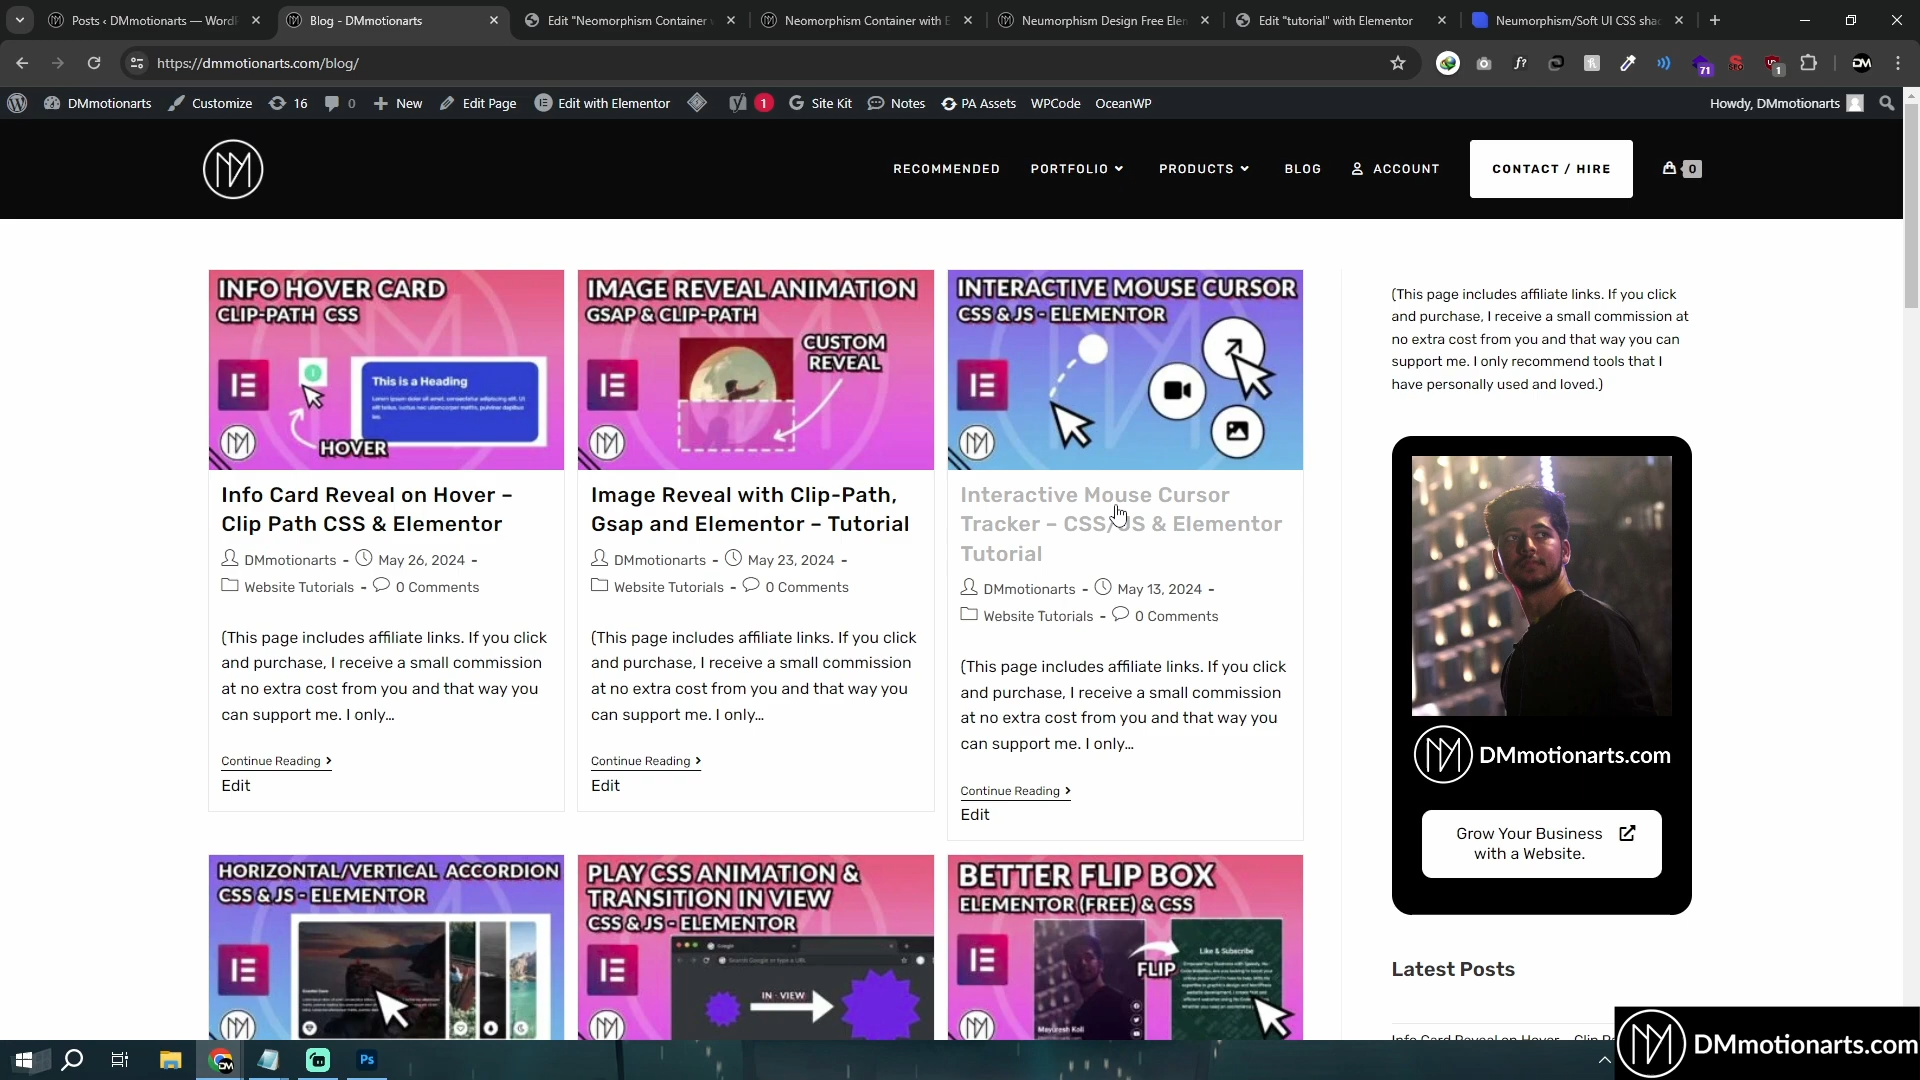 Posts ‹ DMmotionarts — Word
Blog - DMmotionarts
Edit "Neomorphism Container
Neomorphism Container with E
Neumorphism Design Free Ele
Edit "tutorial" with Elementor
Neumorphism/Soft UI CSS sha
https://dmmotionarts.com/blog/
71
1
DMmotionarts
Customize
16
0
New
Edit Page
Edit with Elementor
1
Site Kit
Notes
PA Assets
WPCode
OceanWP
Howdy, DMmotionarts
RECOMMENDED
PORTFOLIO
PRODUCTS
BLOG
ACCOUNT
CONTACT / HIRE
0
INFO HOVER CARD
CLIP-PATH CSS
This is a Heading
HOVER
Info Card Reveal on Hover –
Clip Path CSS & Elementor
DMmotionarts - May 26, 2024 -
Website Tutorials - 0 Comments
(This page includes affiliate links. If you click
and purchase, I receive a small commission
at no extra cost from you and that way you
can support me. I only…
Continue Reading
Edit
IMAGE REVEAL ANIMATION
GSAP & CLIP-PATH
CUSTOM
REVEAL
Image Reveal with Clip-Path,
Gsap and Elementor – Tutorial
DMmotionarts - May 23, 2024 -
Website Tutorials - 0 Comments
(This page includes affiliate links. If you click
and purchase, I receive a small commission
at no extra cost from you and that way you
can support me. I only…
Continue Reading
Edit
INTERACTIVE MOUSE CURSOR
CSS & JS - ELEMENTOR
Interactive Mouse Cursor
Tracker – CSS/JS & Elementor
Tutorial
DMmotionarts - May 13, 2024 -
Website Tutorials - 0 Comments
(This page includes affiliate links. If you click
and purchase, I receive a small commission
at no extra cost from you and that way you
can support me. I only…
Continue Reading
Edit
(This page includes affiliate links. If you click
and purchase, I receive a small commission at
no extra cost from you and that way you can
support me. I only recommend tools that I
have personally used and loved.)
DMmotionarts.com
Grow Your Business
with a Website.
Latest Posts
HORIZONTAL/VERTICAL ACCORDION
CSS & JS - ELEMENTOR
PLAY CSS ANIMATION &
TRANSITION IN VIEW
CSS & JS - ELEMENTOR
Google
IN - VIEW
BETTER FLIP BOX
ELEMENTOR (FREE) & CSS
Like & Subscribe
FLIP
Mayuresh Koli
Ps
DMmotionarts.com